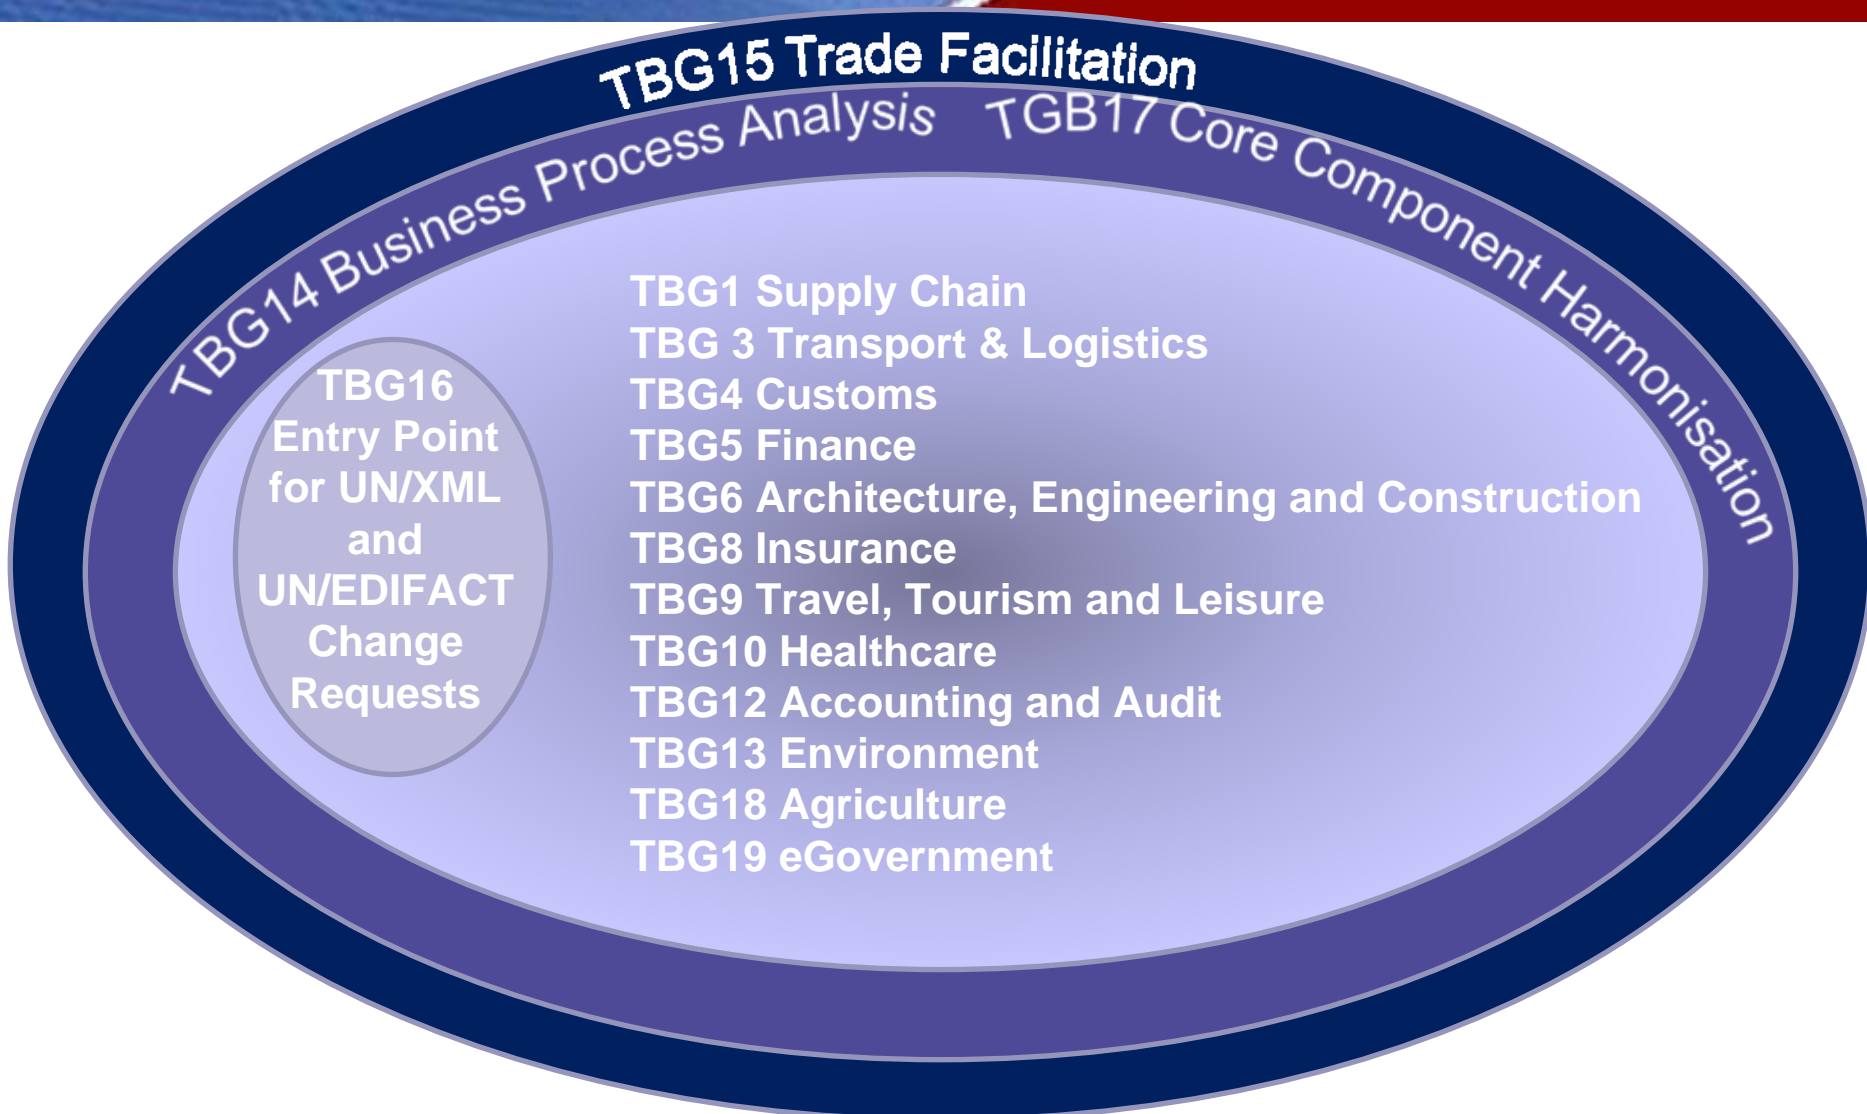 TBG15 Trade Facilitation
TBG14 Business Process Analysis
TGB17 Core Component Harmonisation
TBG16
Entry Point
for UN/XML
and
UN/EDIFACT
Change
Requests
TBG1 Supply Chain
TBG 3 Transport & Logistics
TBG4 Customs
TBG5 Finance
TBG6 Architecture, Engineering and Construction
TBG8 Insurance
TBG9 Travel, Tourism and Leisure
TBG10 Healthcare
TBG12 Accounting and Audit
TBG13 Environment
TBG18 Agriculture
TBG19 eGovernment